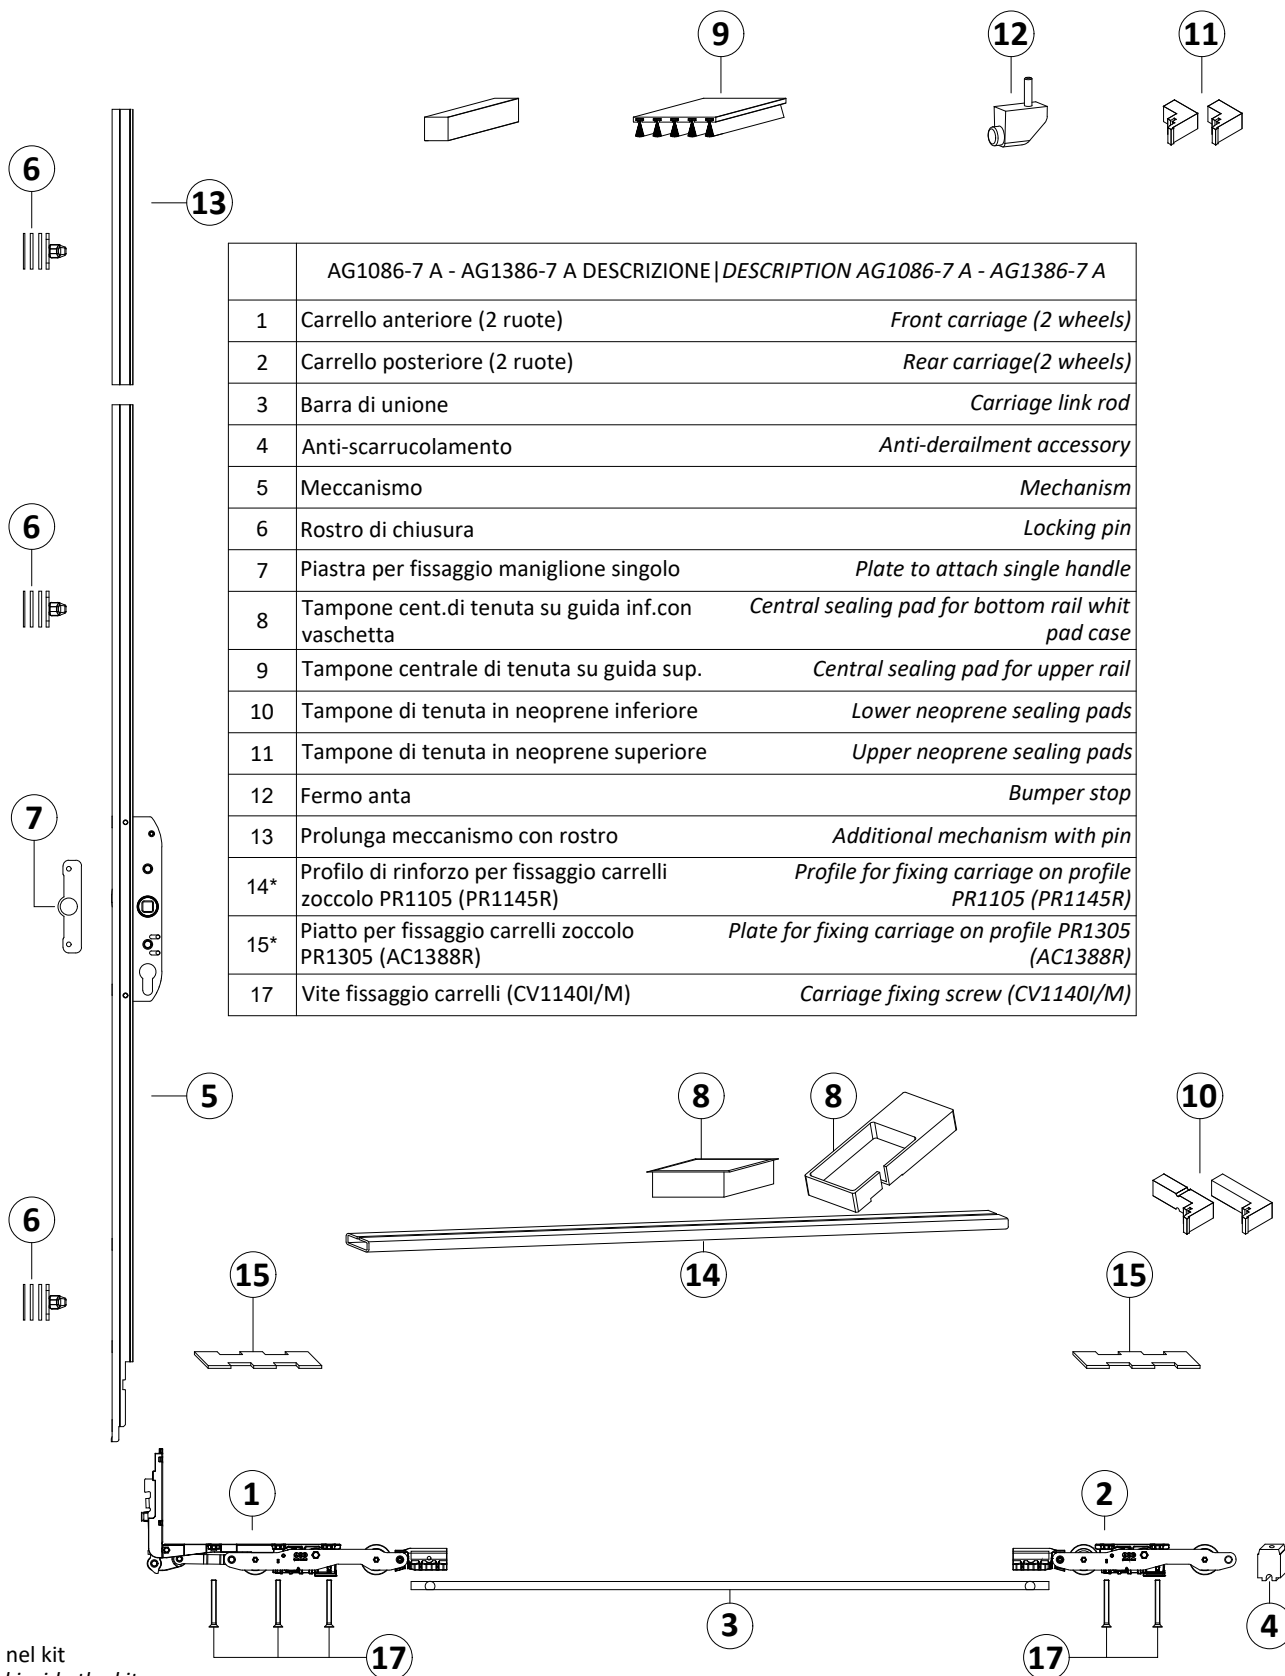 9
12
11
6
13
AG1086-7 A - AG1386-7 A DESCRIZIONE|DESCRIPTION AG1086-7 A - AG1386-7 A
1 Carrello anteriore (2 ruote) Front carriage (2 wheels)
2 Carrello posteriore (2 ruote) Rear carriage(2 wheels)
3 Barra di unione Carriage link rod
4 Anti-scarrucolamento Anti-derailment accessory
5 Meccanismo Mechanism
6 Rostro di chiusura Locking pin
7 Piastra per fissaggio maniglione singolo Plate to attach single handle
8 Tampone cent.di tenuta su guida inf.con Central sealing pad for bottom rail whit
vaschetta pad case
9 Tampone centrale di tenuta su guida sup. Central sealing pad for upper rail
10 Tampone di tenuta in neoprene inferiore Lower neoprene sealing pads
11 Tampone di tenuta in neoprene superiore Upper neoprene sealing pads
12 Fermo anta Bumper stop
13 Prolunga meccanismo con rostro Additional mechanism with pin
14* Profilo di rinforzo per fissaggio carrelli Profile for fixing carriage on profile
zoccolo PR1105 (PR1145R) PR1105 (PR1145R)
15* Piatto per fissaggio carrelli zoccolo Plate for fixing carriage on profile PR1305
PR1305 (AC1388R) (AC1388R)
17 Vite fissaggio carrelli (CV1140I/M) Carriage fixing screw (CV1140I/M)
6
7
5
8
8
10
6
15
14
15
1
2
3
4
17
17
nel kit